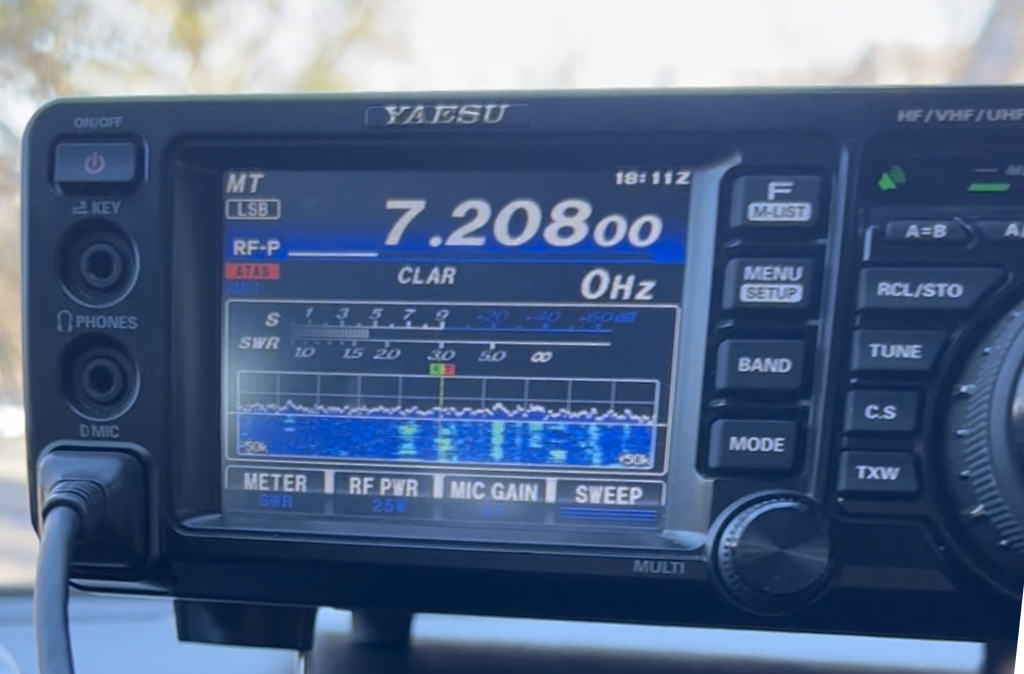 ON/OFF
YAESU
HF/VHF/UHF
MT
18:11Z
LSB
7.20800
RF-P
ATAS
CLAR
0Hz
S 1 3 5 7 9 +20 +40 +60dB
SWR 1.0 1.5 2.0 3.0 5.0 ∞
R T
-50k
+50k
METER
SWR
RF PWR
25W
MIC GAIN
SWEEP
KEY
PHONES
MIC
F
M-LIST
MENU
SETUP
BAND
MODE
MULTI
A=B
RCL/STO
TUNE
C.S
TXW